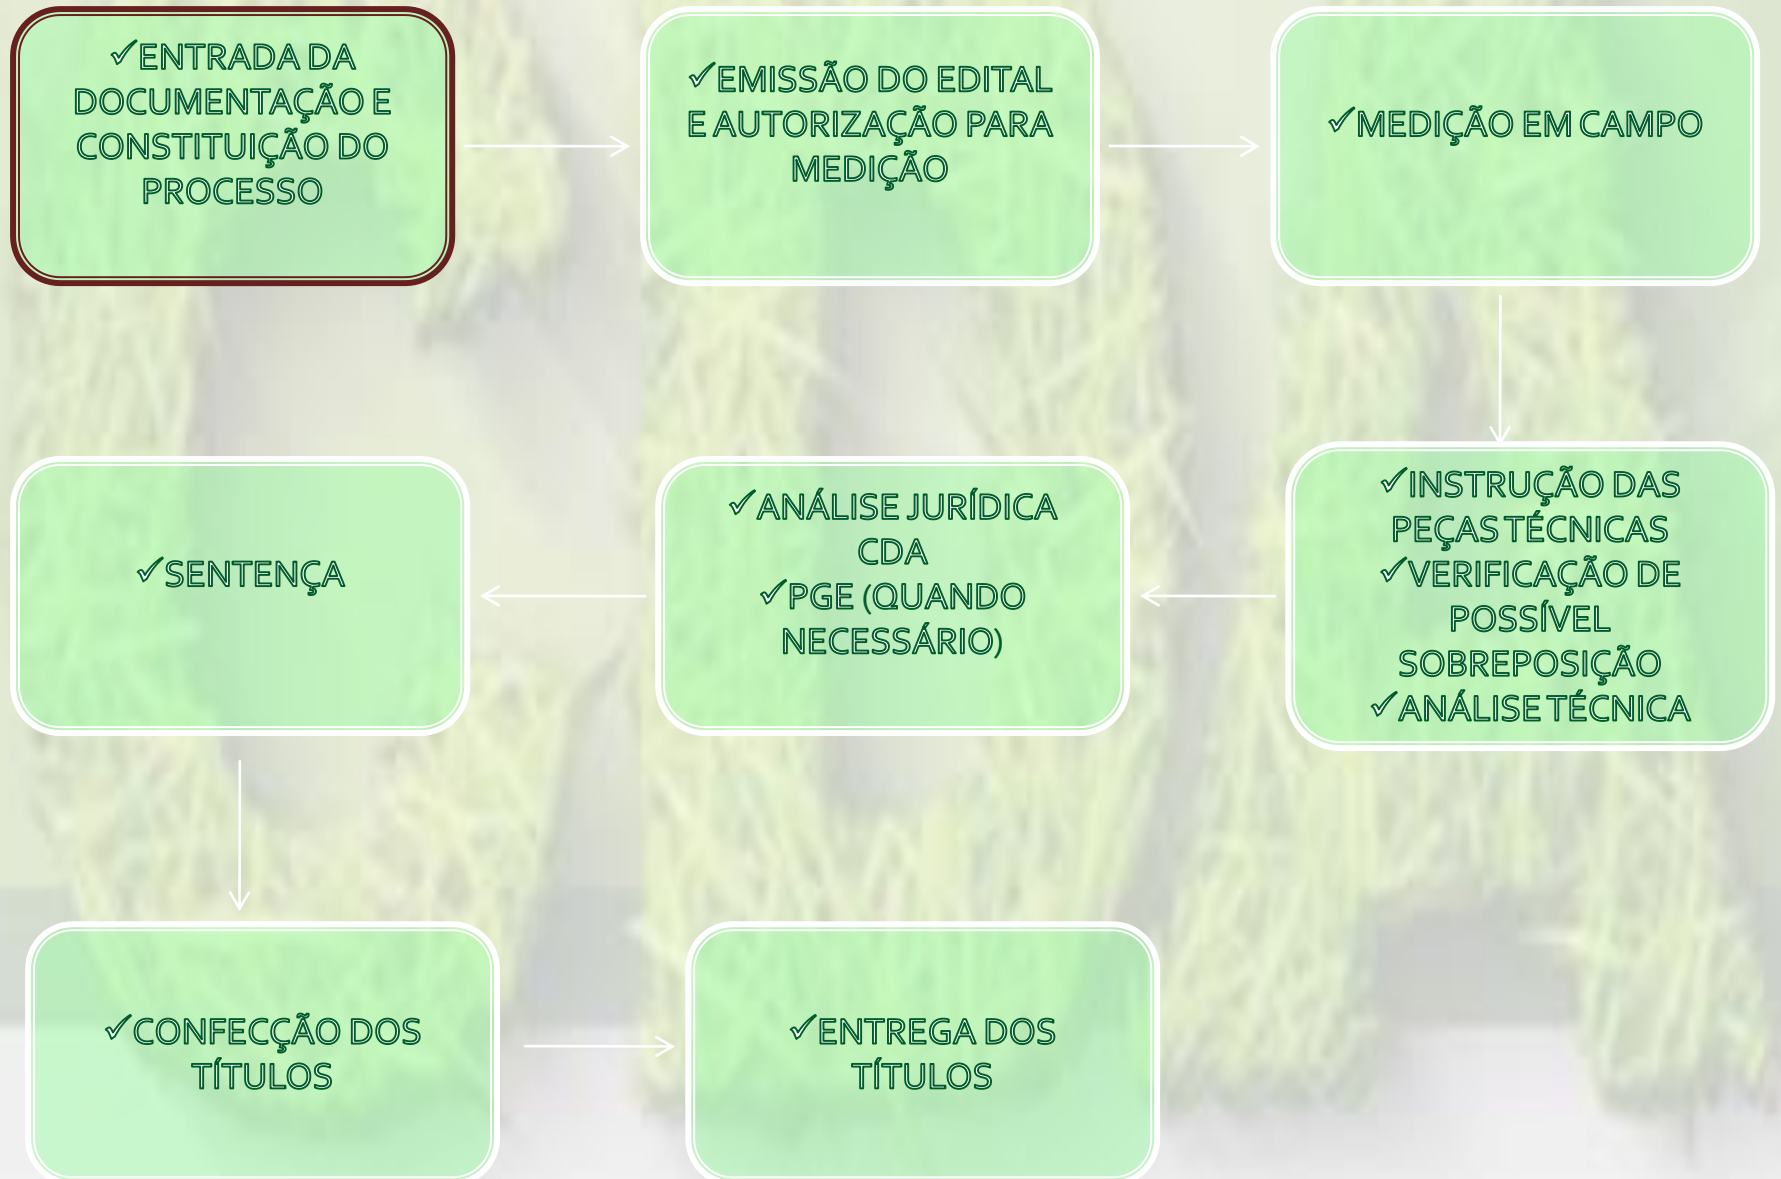 ✓ENTRADA DA
DOCUMENTAÇÃO E
CONSTITUIÇÃO DO
PROCESSO
✓EMISSÃO DO EDITAL
E AUTORIZAÇÃO PARA
MEDIÇÃO
✓MEDIÇÃO EM CAMPO
✓INSTRUÇÃO DAS
PEÇAS TÉCNICAS
✓VERIFICAÇÃO DE
POSSÍVEL
SOBREPOSIÇÃO
✓ANÁLISE TÉCNICA
✓ANÁLISE JURÍDICA
CDA
✓PGE (QUANDO
NECESSÁRIO)
✓SENTENÇA
✓CONFECÇÃO DOS
TÍTULOS
✓ENTREGA DOS
TÍTULOS